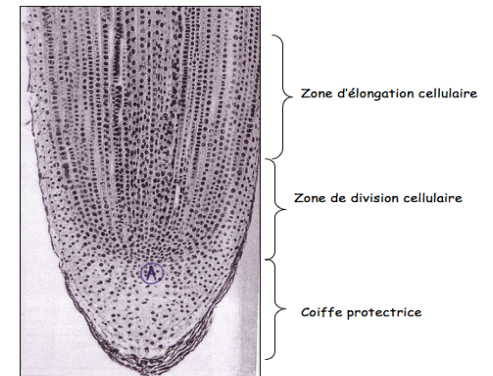 Zone d'élongation cellulaire
Zone de division cellulaire
A
Coiffe protectrice